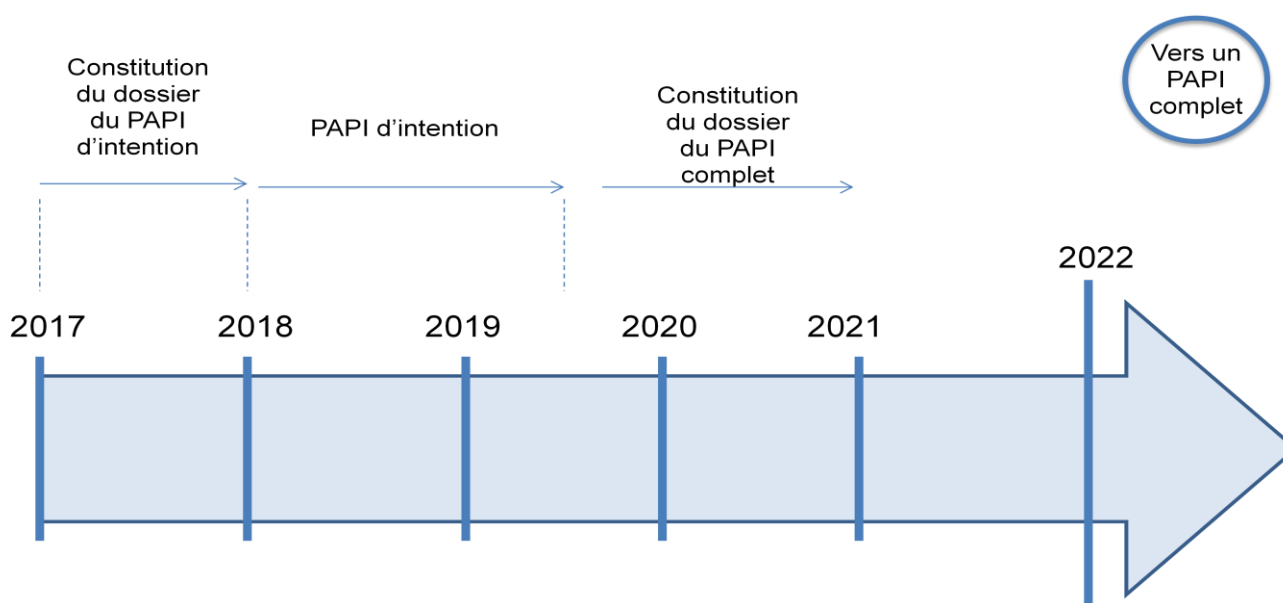 Constitution
du dossier
du PAPI
d’intention
PAPI d’intention
Constitution
du dossier
du PAPI
complet
Vers un
PAPI
complet
2017
2018
2019
2020
2021
2022